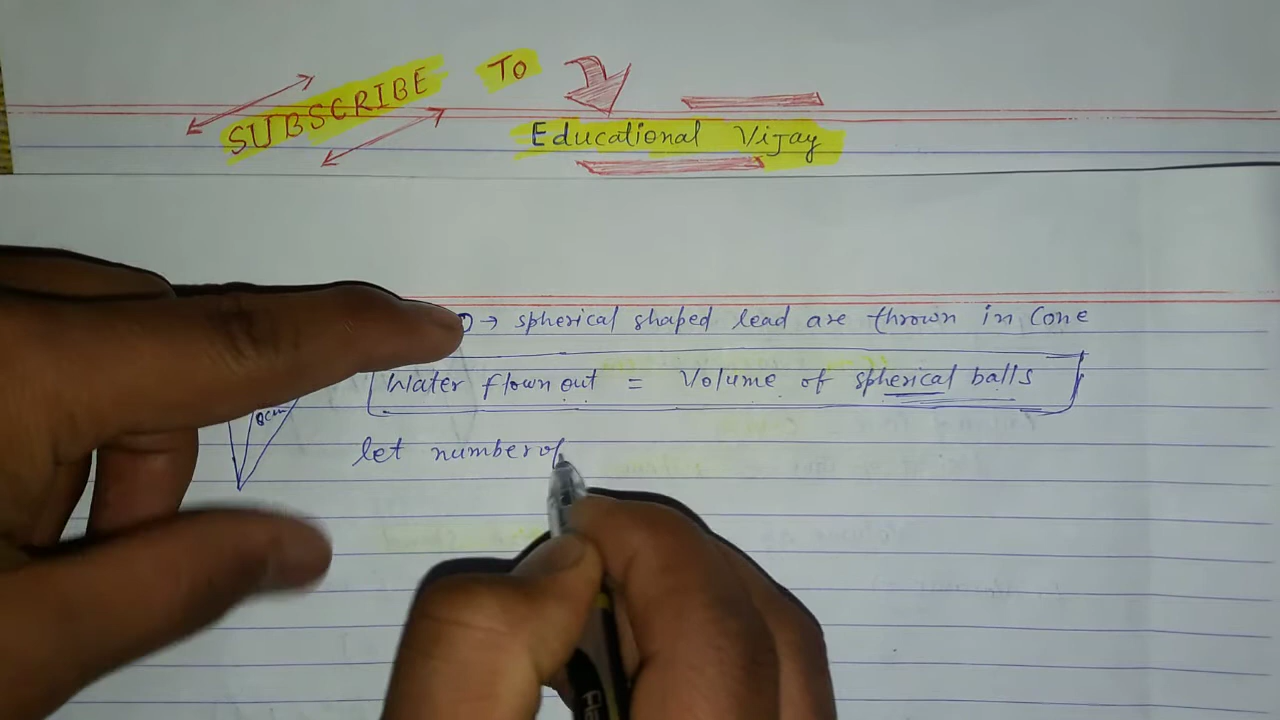 SUBSCRIBE To
Educational Vijay
→ spherical shaped lead are thrown in Cone
Water flown out = Volume of spherical balls
8cm
let number of